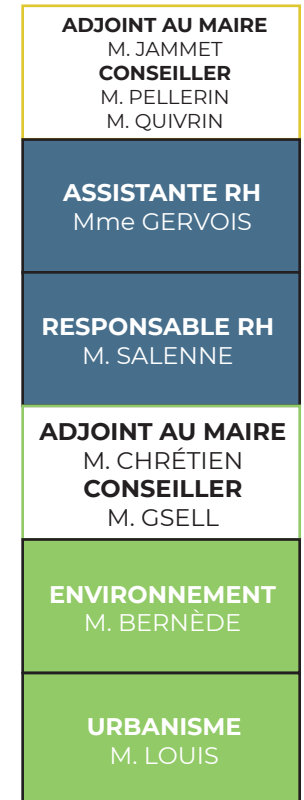 ADJOINT AU MAIRE
M. JAMMET
CONSEILLER
M. PELLERIN
M. QUIVRIN
ASSISTANTE RH
Mme GERVOIS
RESPONSABLE RH
M. SALENNE
ADJOINT AU MAIRE
M. CHRÉTIEN
CONSEILLER
M. GSELL
ENVIRONNEMENT
M. BERNÈDE
URBANISME
M. LOUIS